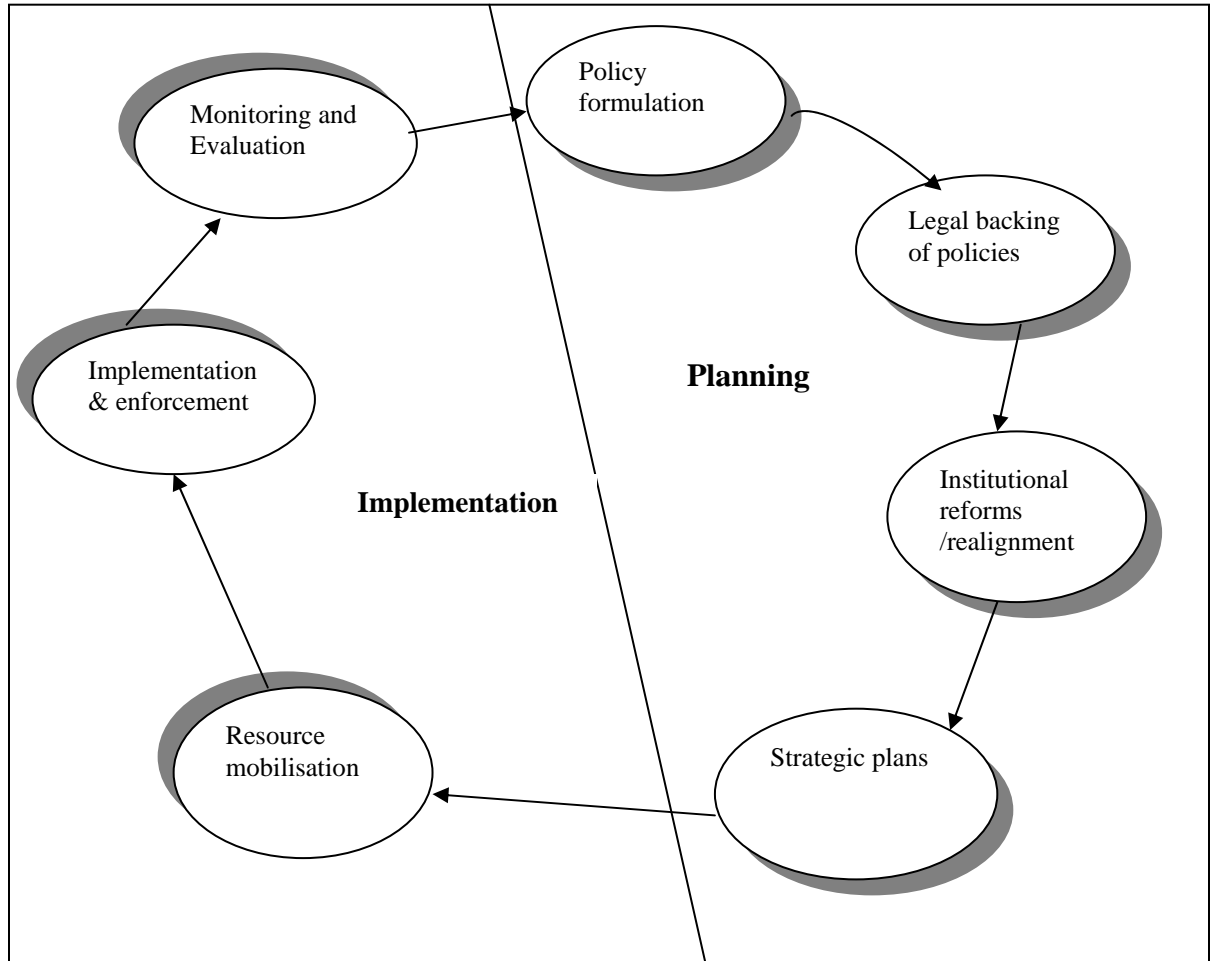 Policy
formulation
Monitoring and
Evaluation
Legal backing
of policies
Implementation
& enforcement
Planning
Institutional
reforms
/realignment
Implementation
Resource
mobilisation
Strategic plans